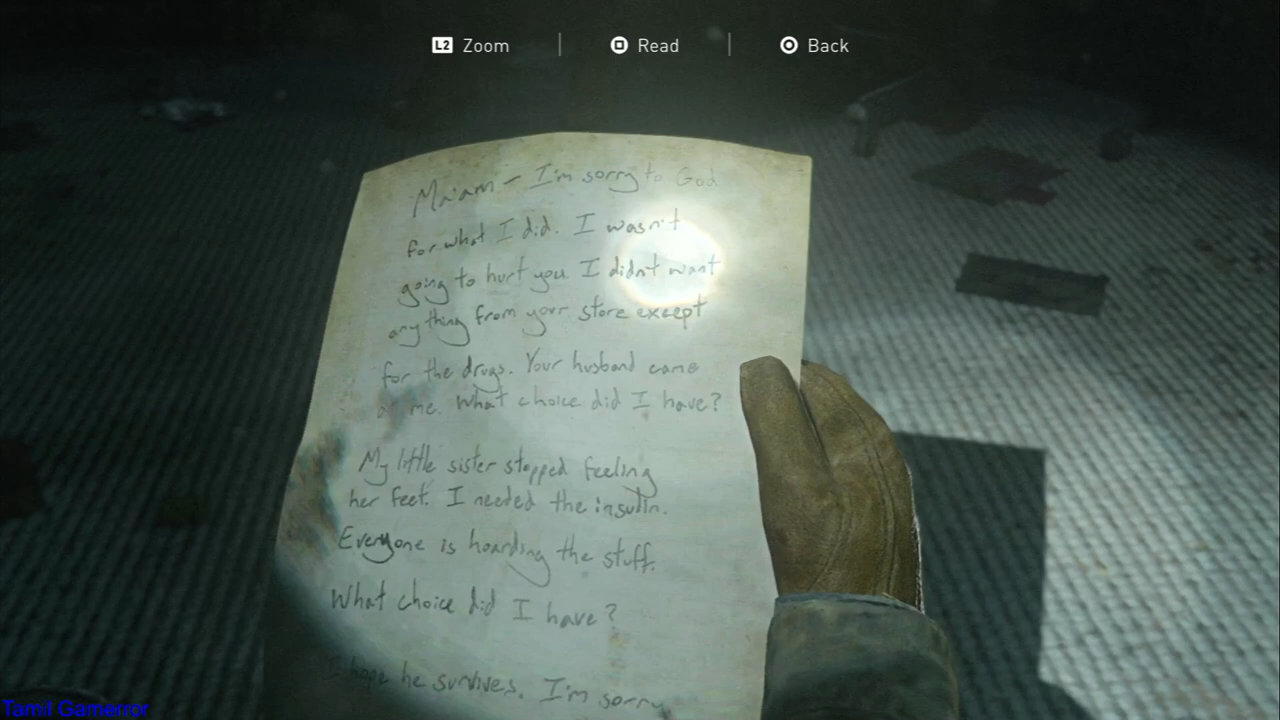 L2 Zoom | Read | Back
Ma'am - I'm sorry to God
for what I did. I wasn't
going to hurt you. I didn't want
anything from your store except
for the drugs. Your husband came
me. What choice did I have?
My little sister stopped feeling
her feet. I needed the insulin.
Everyone is hoarding the stuff.
What choice did I have?
I hope he survives. I'm sorry
Tamil Gamerror